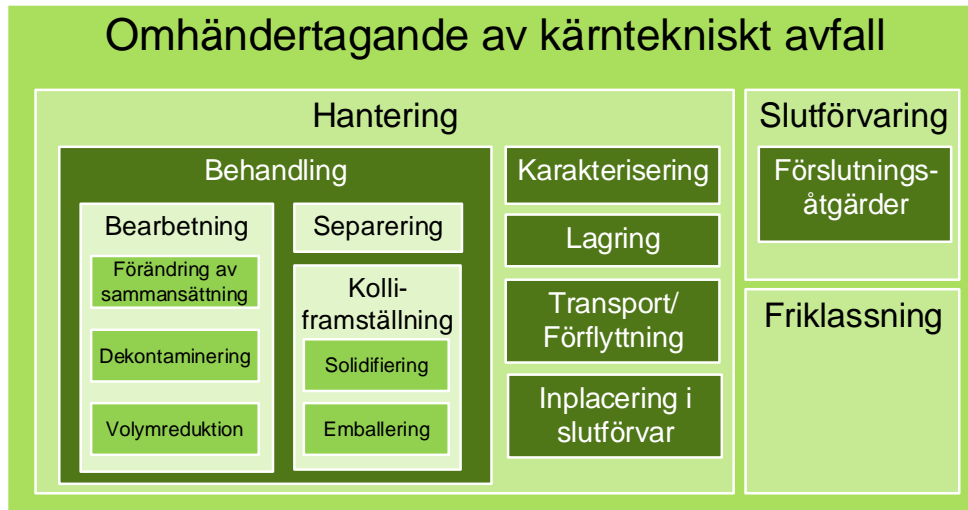 Omhändertagande av kärntekniskt avfall
Hantering
Behandling
Bearbetning
Förändring av
sammansättning
Dekontaminering
Volymreduktion
Separering
Kolli-
framställning
Solidifiering
Emballering
Karakterisering
Lagring
Transport/
Förflyttning
Inplacering i
slutförvar
Slutförvaring
Förslutnings-
åtgärder
Friklassning